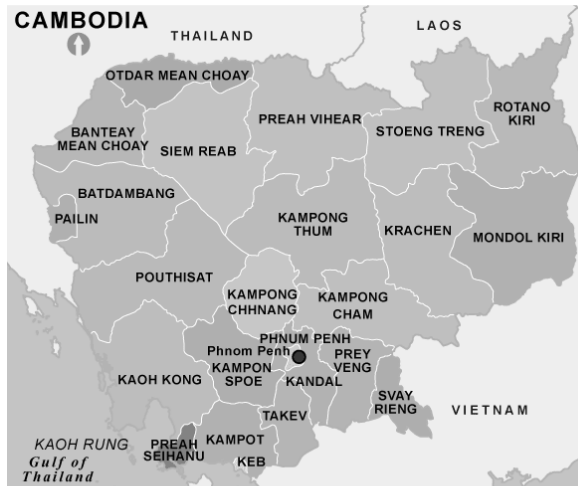 CAMBODIA
THAILAND
LAOS
OTDAR MEAN CHOAY
ROTANO
KIRI
PREAH VIHEAR
STOENG TRENG
BANTEAY
MEAN CHOAY
SIEM REAB
BATDAMBANG
PAILIN
KAMPONG
THUM
KRACHEN
MONDOL KIRI
POUTHISAT
KAMPONG
CHHNANG
KAMPONG
CHAM
PHNUM PENH
Phnom Penh
PREY
VENG
KAMPON
SPOE
KANDAL
KAOH KONG
SVAY
RIENG
VIETNAM
TAKEV
KAOH RUNG
PREAH
SEIHANU
KAMPOT
KEB
Gulf of
Thailand